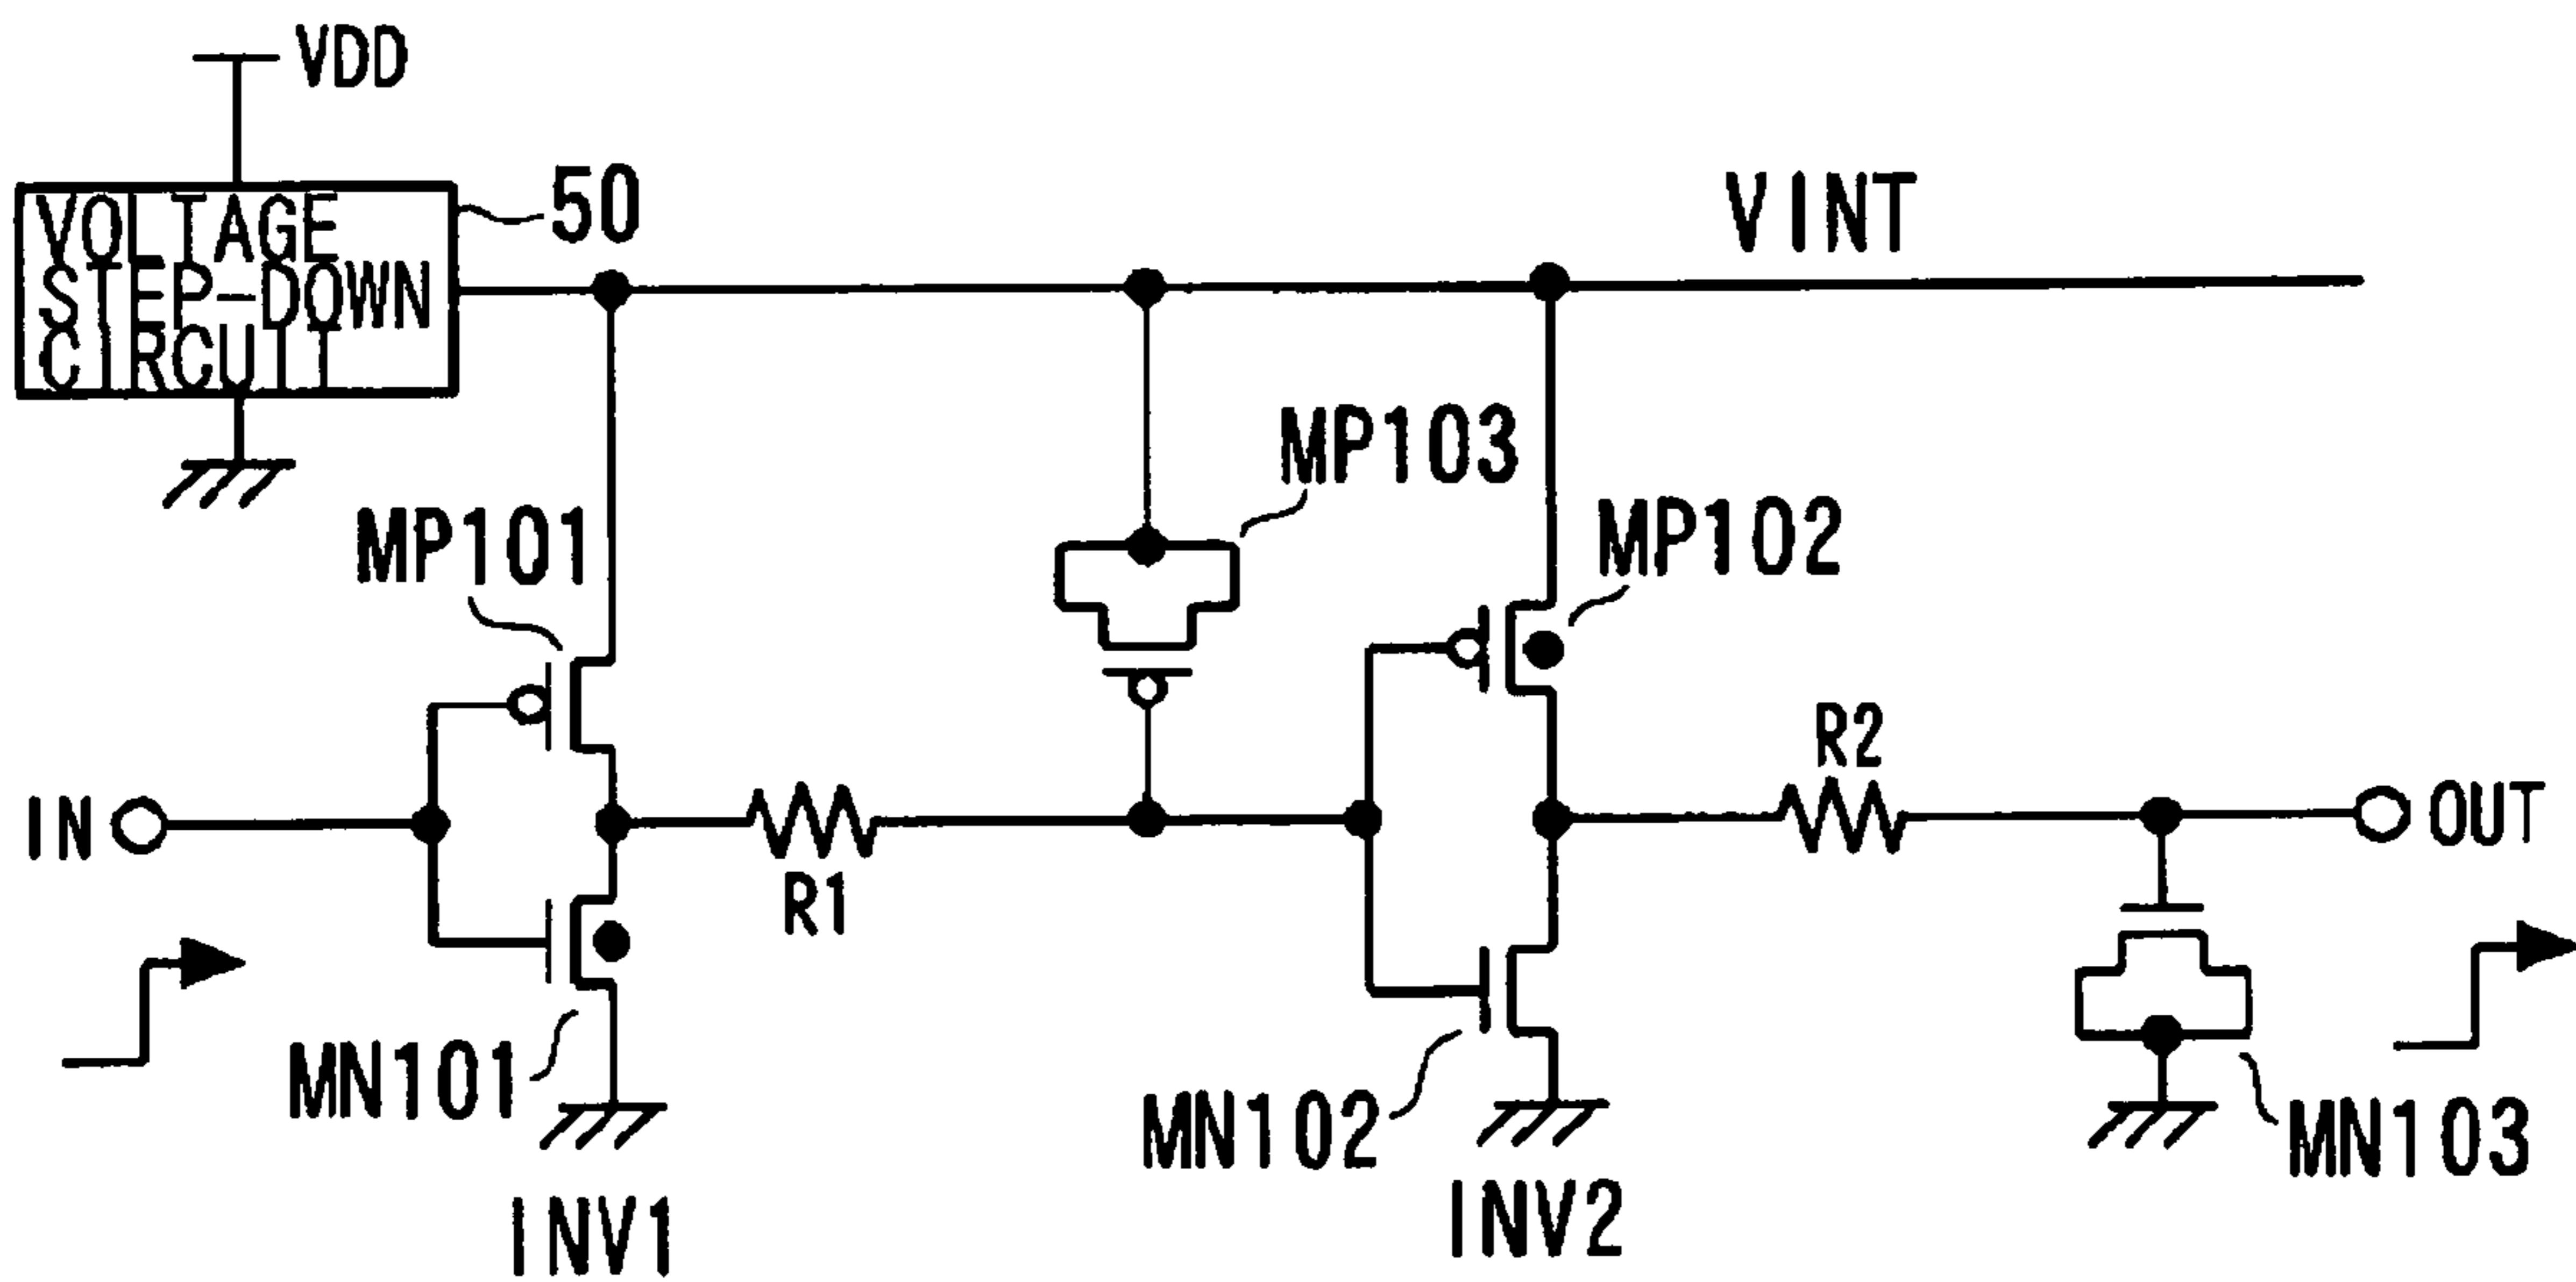 VDD
VOLTAGE
STEP-DOWN
CIRCUIT
50
VINT
MP103
MP101
MP102
R2
IN
OUT
R1
MN101
MN102
MN103
INV1
INV2